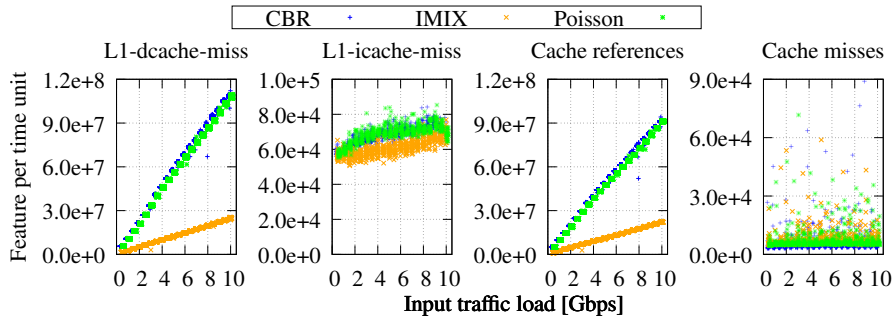 CBR IMIX Poisson
L1-dcache-miss L1-icache-miss Cache references Cache misses
Feature per time unit
1.2e+8
9.0e+7
6.0e+7
3.0e+7
0.0e+0
0 2 4 6 8 10
1.0e+5
8.0e+4
6.0e+4
4.0e+4
2.0e+4
0.0e+0
0 2 4 6 8 10
1.2e+8
9.0e+7
6.0e+7
3.0e+7
0.0e+0
0 2 4 6 8 10
9.0e+4
6.0e+4
3.0e+4
0.0e+0
0 2 4 6 8 10
Input traffic load [Gbps]